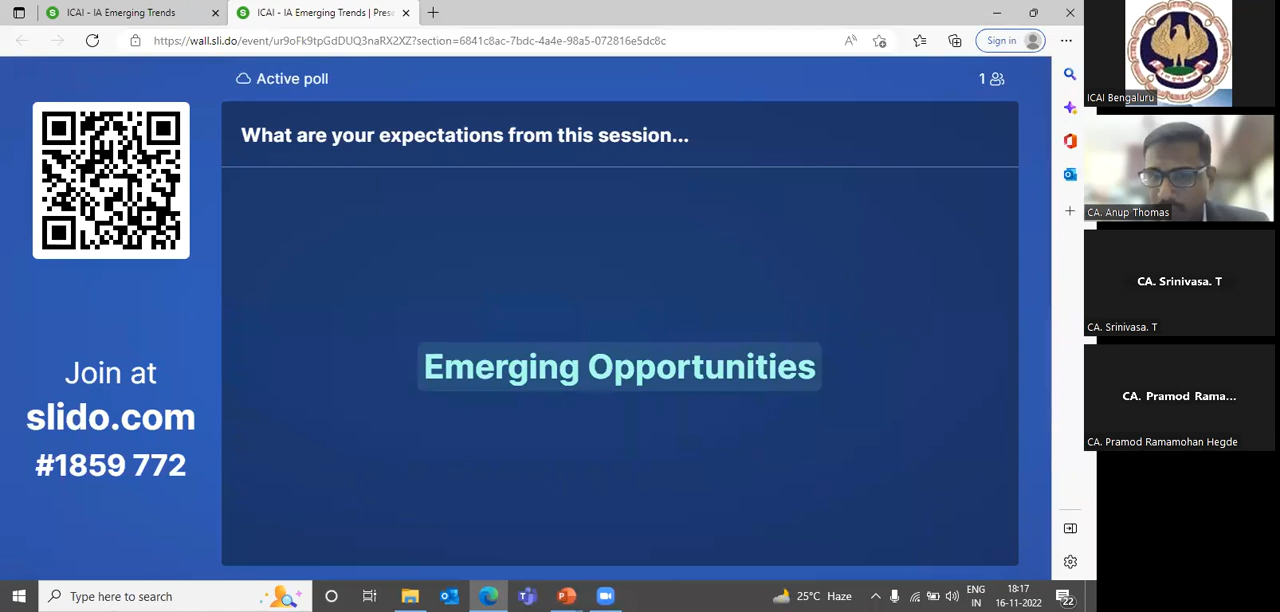 ICAI - IA Emerging Trends
ICAI - IA Emerging Trends | Prese
https://wall.sli.do/event/ur9oFk9tpGdDUQ3naRX2XZ?section=6841c8ac-7bdc-4a4e-98a5-072816e5dc8c
Sign in
Active poll
1
What are your expectations from this session...
Emerging Opportunities
Join at
slido.com
#1859 772
ICAI Bengaluru
CA. Anup Thomas
CA. Srinivasa. T
CA. Srinivasa. T
CA. Pramod Rama...
CA. Pramod Ramamohan Hegde
Type here to search
25°C Haze
ENG
IN
18:17
16-11-2022
22